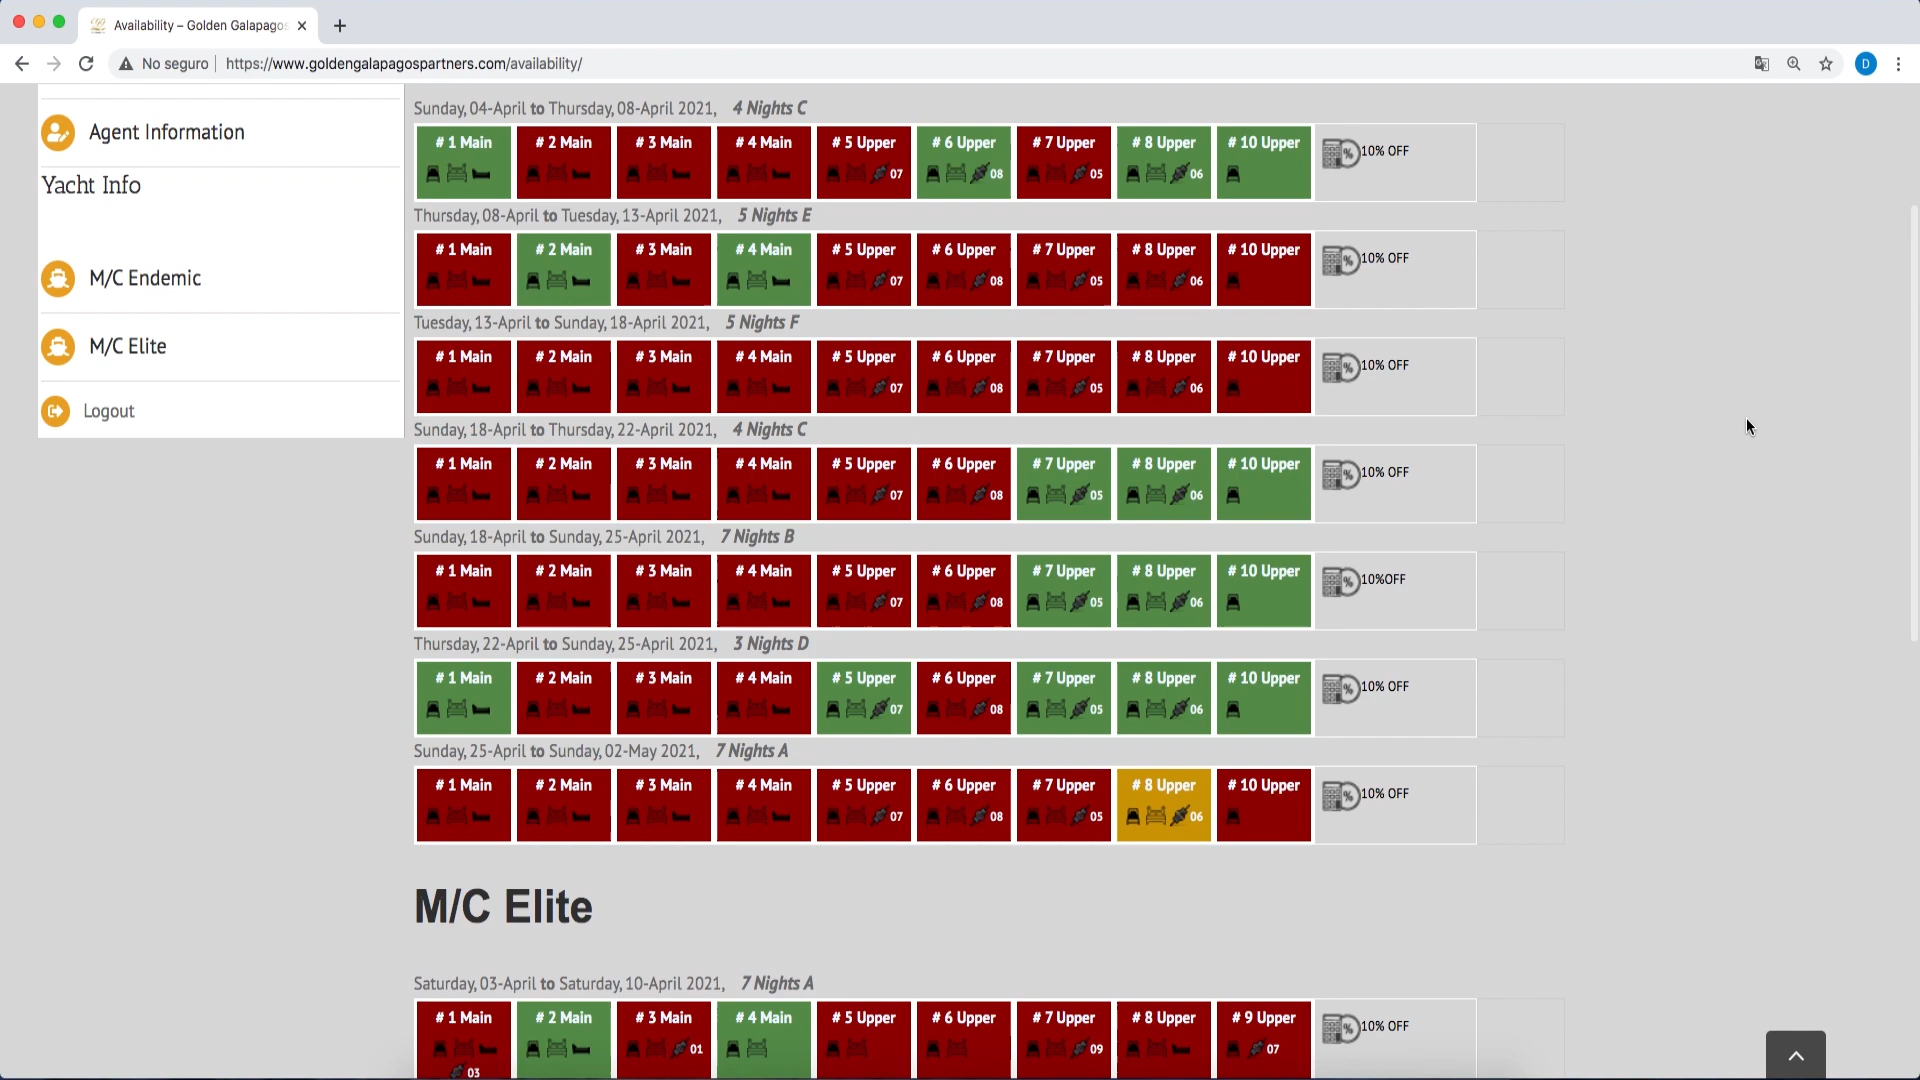 Availability – Golden Galapagos
No seguro
https://www.goldengalapagospartners.com/availability/
D
Agent Information
Yacht Info
M/C Endemic
M/C Elite
Logout
Sunday, 04-April to Thursday, 08-April 2021, 4 Nights C
# 1 Main # 2 Main # 3 Main # 4 Main # 5 Upper # 6 Upper # 7 Upper # 8 Upper # 10 Upper
% 10% OFF
07 08 05 06
Thursday, 08-April to Tuesday, 13-April 2021, 5 Nights E
# 1 Main # 2 Main # 3 Main # 4 Main # 5 Upper # 6 Upper # 7 Upper # 8 Upper # 10 Upper
% 10% OFF
07 08 05 06
Tuesday, 13-April to Sunday, 18-April 2021, 5 Nights F
# 1 Main # 2 Main # 3 Main # 4 Main # 5 Upper # 6 Upper # 7 Upper # 8 Upper # 10 Upper
% 10% OFF
07 08 05 06
Sunday, 18-April to Thursday, 22-April 2021, 4 Nights C
# 1 Main # 2 Main # 3 Main # 4 Main # 5 Upper # 6 Upper # 7 Upper # 8 Upper # 10 Upper
% 10% OFF
07 08 05 06
Sunday, 18-April to Sunday, 25-April 2021, 7 Nights B
# 1 Main # 2 Main # 3 Main # 4 Main # 5 Upper # 6 Upper # 7 Upper # 8 Upper # 10 Upper
% 10%OFF
07 08 05 06
Thursday, 22-April to Sunday, 25-April 2021, 3 Nights D
# 1 Main # 2 Main # 3 Main # 4 Main # 5 Upper # 6 Upper # 7 Upper # 8 Upper # 10 Upper
% 10% OFF
07 08 05 06
Sunday, 25-April to Sunday, 02-May 2021, 7 Nights A
# 1 Main # 2 Main # 3 Main # 4 Main # 5 Upper # 6 Upper # 7 Upper # 8 Upper # 10 Upper
% 10% OFF
07 08 05 06
M/C Elite
Saturday, 03-April to Saturday, 10-April 2021, 7 Nights A
# 1 Main # 2 Main # 3 Main # 4 Main # 5 Upper # 6 Upper # 7 Upper # 8 Upper # 9 Upper
% 10% OFF
01 09 07
03